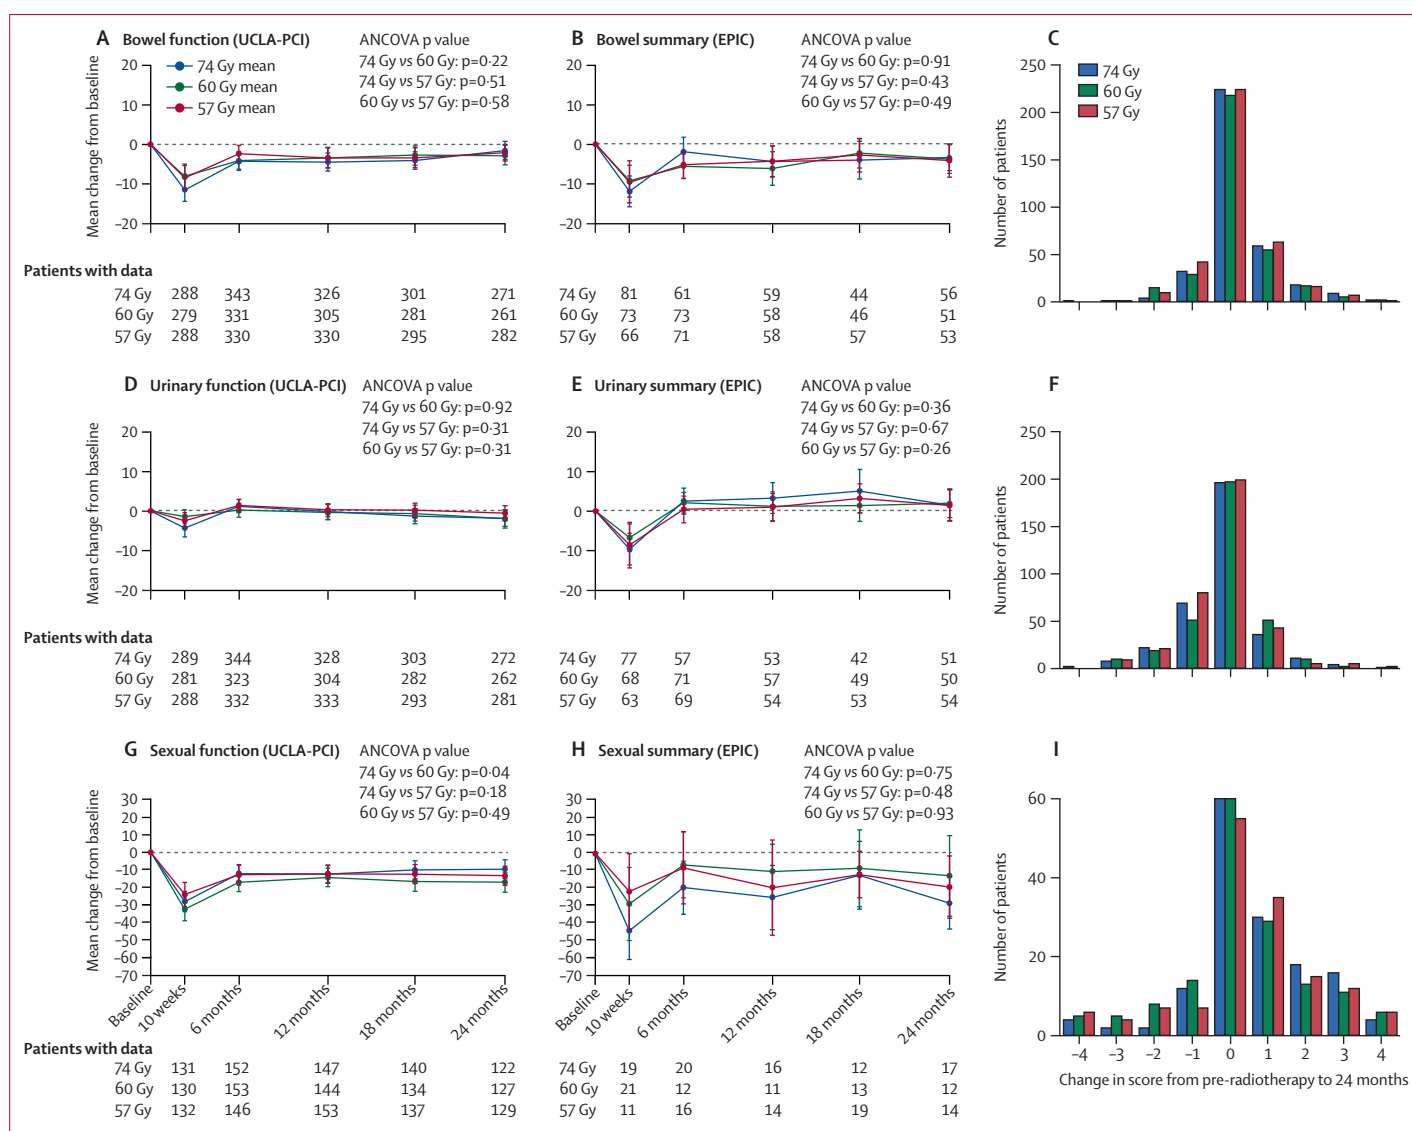 A Bowel function (UCLA-PCI)
ANCOVA p value
74 Gy vs 60 Gy: p=0·22
74 Gy vs 57 Gy: p=0·51
60 Gy vs 57 Gy: p=0·58
74 Gy mean
60 Gy mean
57 Gy mean
Mean change from baseline
20
10
0
–10
–20
Patients with data
74 Gy 288 343 326 301 271
60 Gy 279 331 305 281 261
57 Gy 288 330 330 295 282
B Bowel summary (EPIC)
ANCOVA p value
74 Gy vs 60 Gy: p=0·91
74 Gy vs 57 Gy: p=0·43
60 Gy vs 57 Gy: p=0·49
20
10
0
–10
–20
74 Gy 81 61 59 44 56
60 Gy 73 73 58 46 51
57 Gy 66 71 58 57 53
C
74 Gy
60 Gy
57 Gy
Number of patients
250
200
150
100
50
0
D Urinary function (UCLA-PCI)
ANCOVA p value
74 Gy vs 60 Gy: p=0·92
74 Gy vs 57 Gy: p=0·31
60 Gy vs 57 Gy: p=0·31
Mean change from baseline
20
10
0
–10
–20
Patients with data
74 Gy 289 344 328 303 272
60 Gy 281 323 304 282 262
57 Gy 288 332 333 293 281
E Urinary summary (EPIC)
ANCOVA p value
74 Gy vs 60 Gy: p=0·36
74 Gy vs 57 Gy: p=0·67
60 Gy vs 57 Gy: p=0·26
20
10
0
–10
–20
74 Gy 77 57 53 42 51
60 Gy 68 71 57 49 50
57 Gy 63 69 54 53 54
F
Number of patients
250
200
150
100
50
0
G Sexual function (UCLA-PCI)
ANCOVA p value
74 Gy vs 60 Gy: p=0·04
74 Gy vs 57 Gy: p=0·18
60 Gy vs 57 Gy: p=0·49
Mean change from baseline
30
20
10
0
–10
–20
–30
–40
–50
–60
–70
Baseline
10 weeks
6 months
12 months
18 months
24 months
Patients with data
74 Gy 131 152 147 140 122
60 Gy 130 153 144 134 127
57 Gy 132 146 153 137 129
H Sexual summary (EPIC)
ANCOVA p value
74 Gy vs 60 Gy: p=0·75
74 Gy vs 57 Gy: p=0·48
60 Gy vs 57 Gy: p=0·93
30
20
10
0
–10
–20
–30
–40
–50
–60
–70
Baseline
10 weeks
6 months
12 months
18 months
24 months
74 Gy 19 20 16 12 17
60 Gy 21 12 11 13 12
57 Gy 11 16 14 19 14
I
Number of patients
60
40
20
0
–4 –3 –2 –1 0 1 2 3 4
Change in score from pre-radiotherapy to 24 months